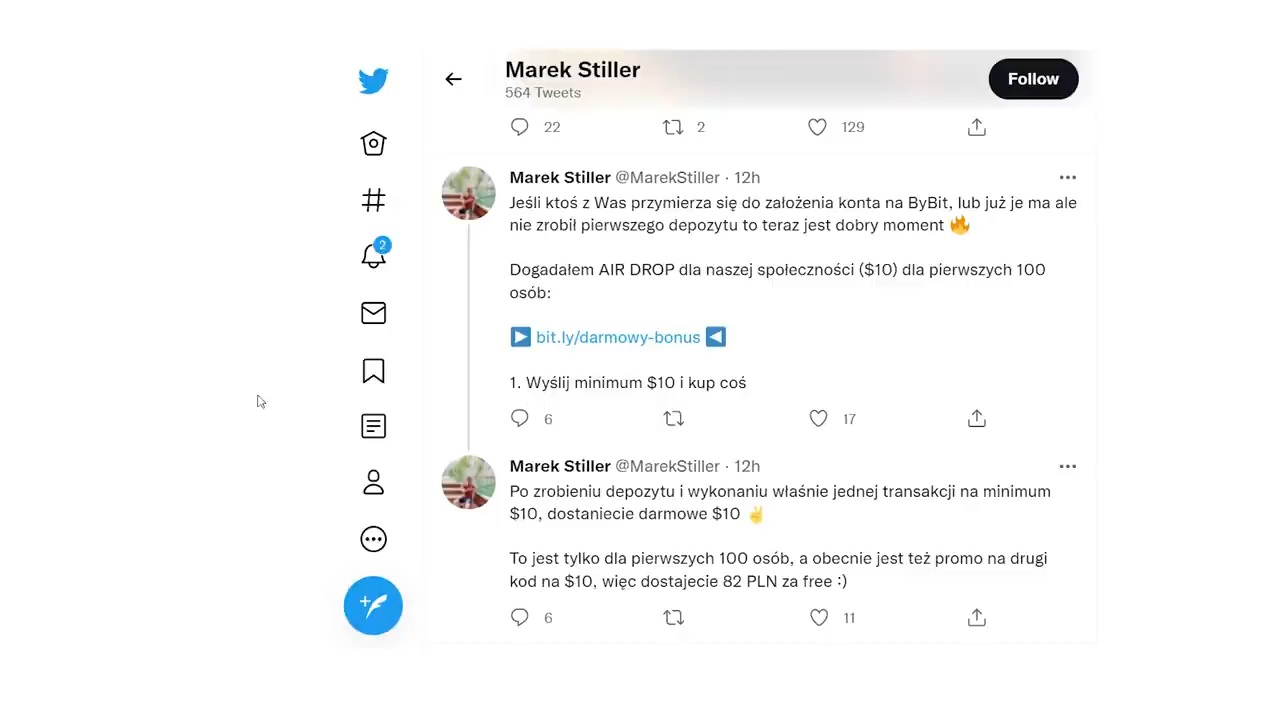 Marek Stiller
564 Tweets
Follow
22 2 129
Marek Stiller @MarekStiller · 12h
Jeśli ktoś z Was przymierza się do założenia konta na ByBit, lub już je ma ale
nie zrobił pierwszego depozytu to teraz jest dobry moment 🔥
Dogadałem AIR DROP dla naszej społeczności ($10) dla pierwszych 100
osób:
▶ bit.ly/darmowy-bonus ◀
1. Wyślij minimum $10 i kup coś
6 17
Marek Stiller @MarekStiller · 12h
Po zrobieniu depozytu i wykonaniu właśnie jednej transakcji na minimum
$10, dostaniecie darmowe $10 ✌
To jest tylko dla pierwszych 100 osób, a obecnie jest też promo na drugi
kod na $10, więc dostajecie 82 PLN za free :)
6 11
2